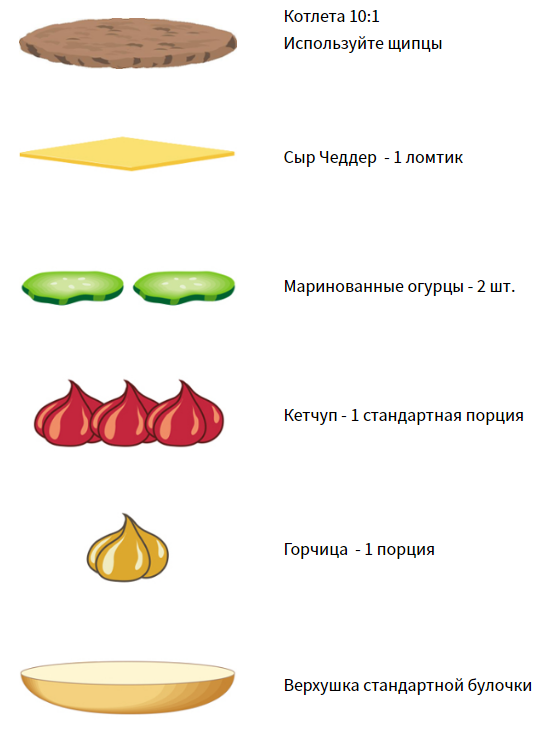 Котлета 10:1
Используйте щипцы
Сыр Чеддер - 1 ломтик
Маринованные огурцы - 2 шт.
Кетчуп - 1 стандартная порция
Горчица - 1 порция
Верхушка стандартной булочки